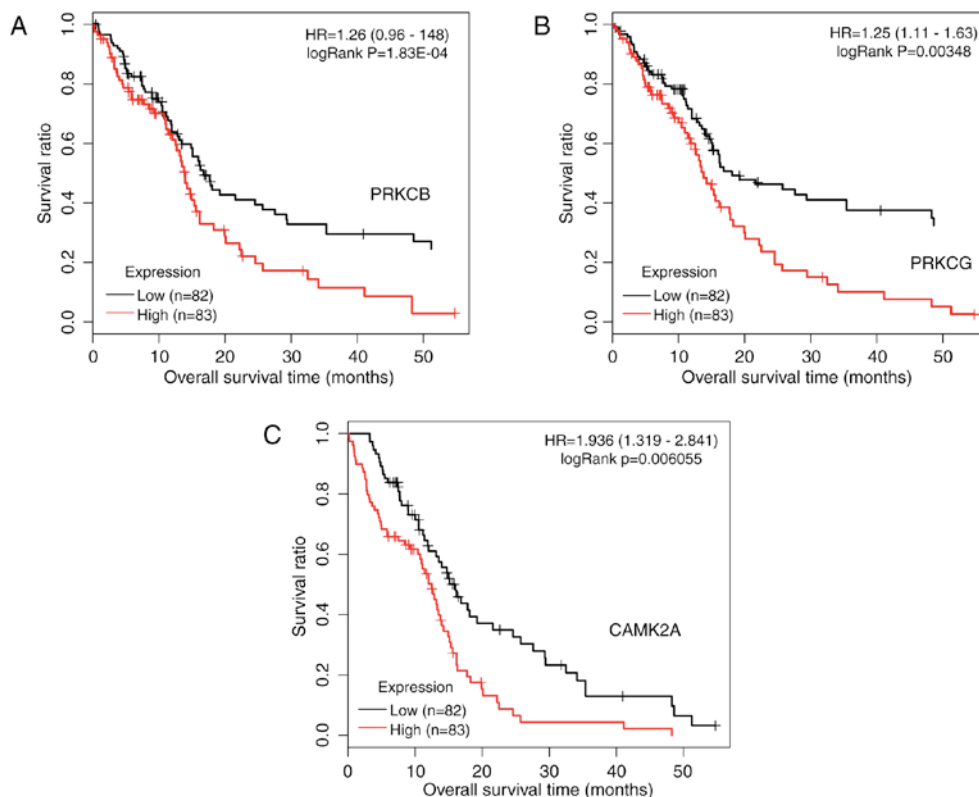 A
HR=1.26 (0.96 - 148)
logRank P=1.83E-04
Survival ratio
1.0
0.8
0.6
0.4
0.2
0.0
PRKCB
Expression
Low (n=82)
High (n=83)
0 10 20 30 40 50
Overall survival time (months)
B
HR=1.25 (1.11 - 1.63)
logRank P=0.00348
Survival ratio
1.0
0.8
0.6
0.4
0.2
0.0
PRKCG
Expression
Low (n=82)
High (n=83)
0 10 20 30 40 50
Overall survival time (months)
C
HR=1.936 (1.319 - 2.841)
logRank p=0.006055
Survival ratio
1.0
0.8
0.6
0.4
0.2
0.0
CAMK2A
Expression
Low (n=82)
High (n=83)
0 10 20 30 40 50
Overall survival time (months)